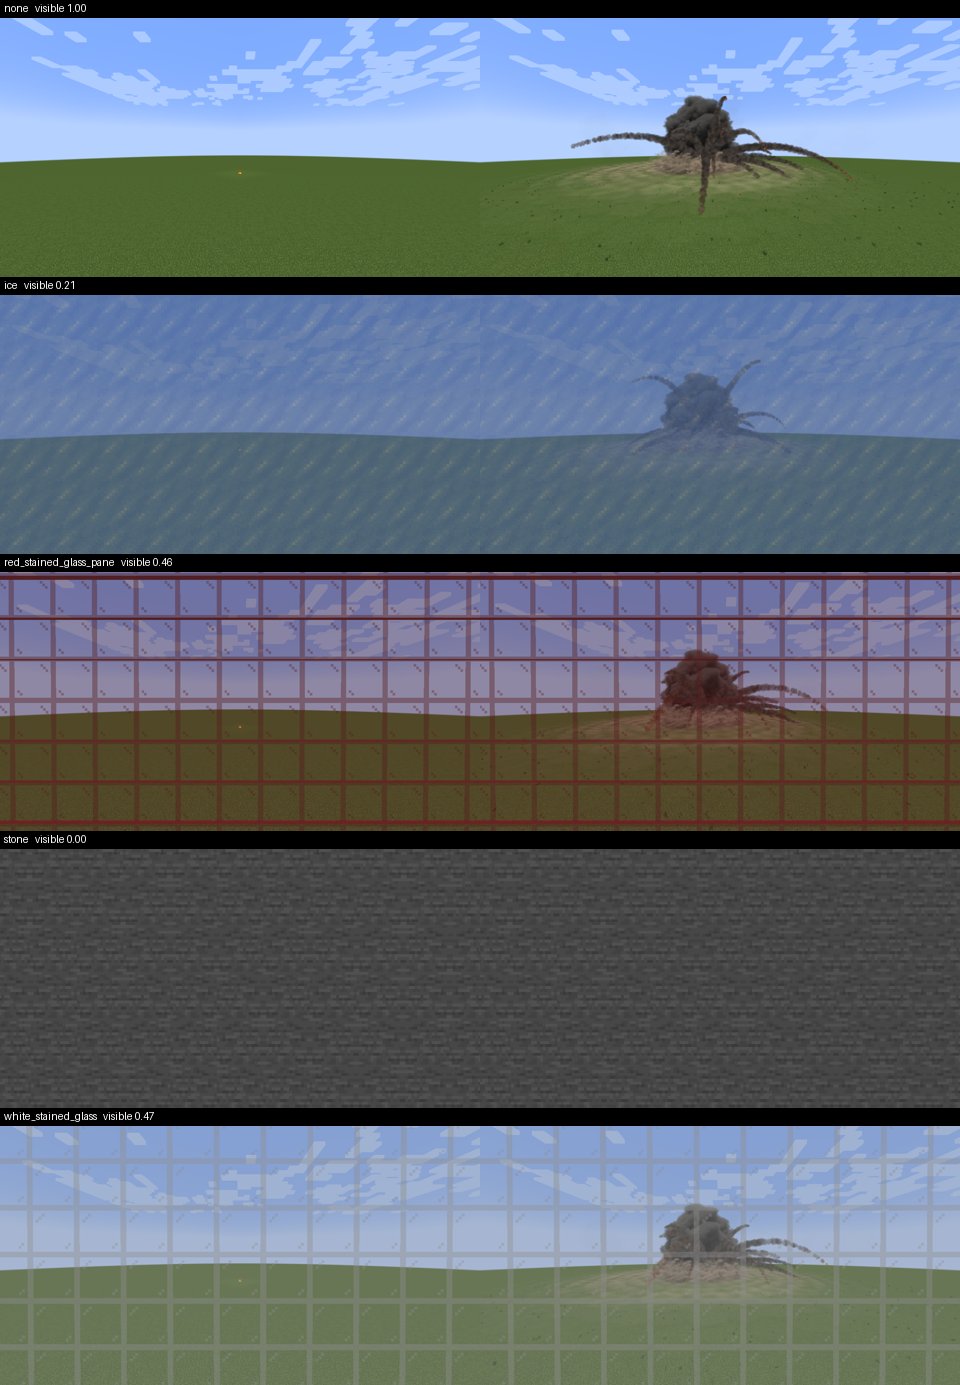 none visible 1.00
ice visible 0.21
red_stained_glass_pane visible 0.46
stone visible 0.00
white_stained_glass visible 0.47